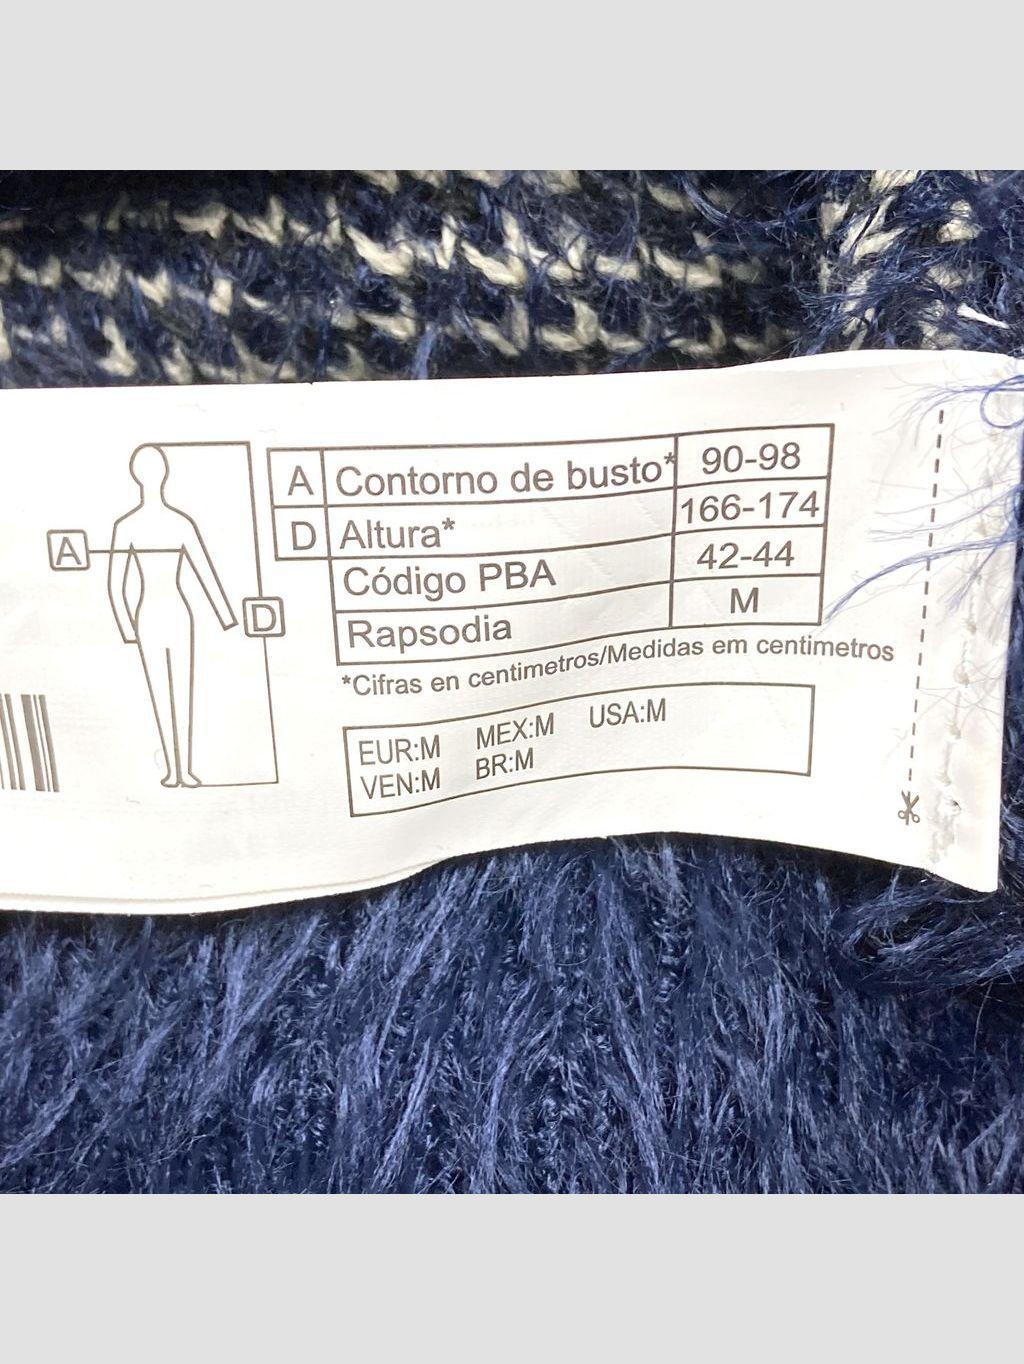 A Contorno de busto* 90-98
D Altura* 166-174
Código PBA 42-44
Rapsodia M
*Cifras en centimetros/Medidas em centimetros
EUR:M MEX:M USA:M
VEN:M BR:M
A
D